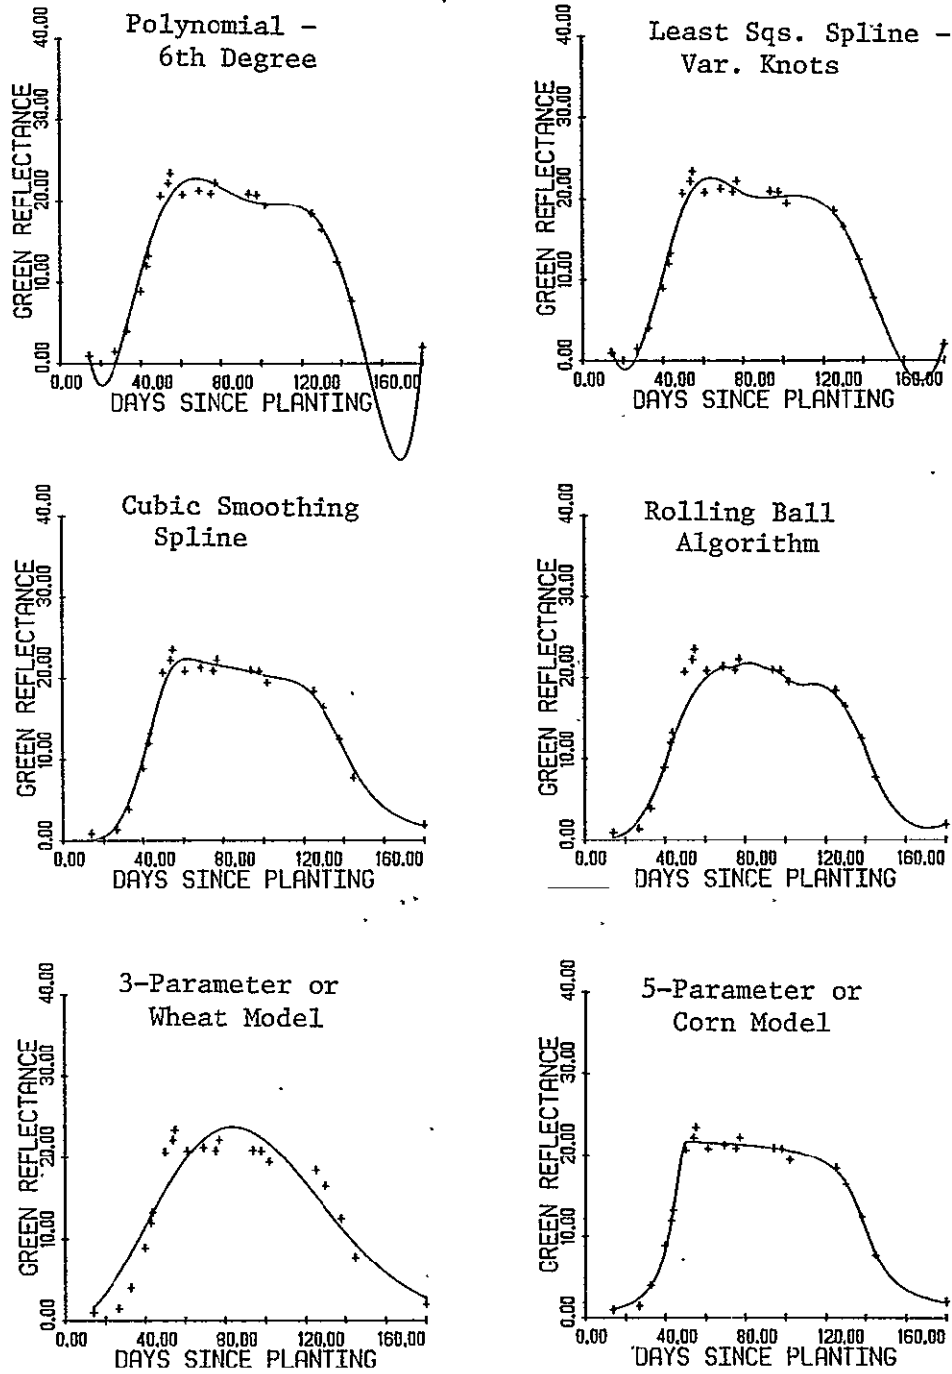 Polynomial -
6th Degree
GREEN REFLECTANCE
0.00 10.00 20.00 30.00 40.00
0.00 40.00 80.00 120.00 160.00
DAYS SINCE PLANTING
Least Sqs. Spline -
Var. Knots
GREEN REFLECTANCE
0.00 10.00 20.00 30.00 40.00
0.00 40.00 80.00 120.00 160.00
DAYS SINCE PLANTING
Cubic Smoothing
Spline
GREEN REFLECTANCE
0.00 10.00 20.00 30.00 40.00
0.00 40.00 80.00 120.00 160.00
DAYS SINCE PLANTING
Rolling Ball
Algorithm
GREEN REFLECTANCE
0.00 10.00 20.00 30.00 40.00
0.00 40.00 80.00 120.00 160.00
DAYS SINCE PLANTING
3-Parameter or
Wheat Model
GREEN REFLECTANCE
0.00 10.00 20.00 30.00 40.00
0.00 40.00 80.00 120.00 160.00
DAYS SINCE PLANTING
5-Parameter or
Corn Model
GREEN REFLECTANCE
0.00 10.00 20.00 30.00 40.00
0.00 40.00 80.00 120.00 160.00
DAYS SINCE PLANTING